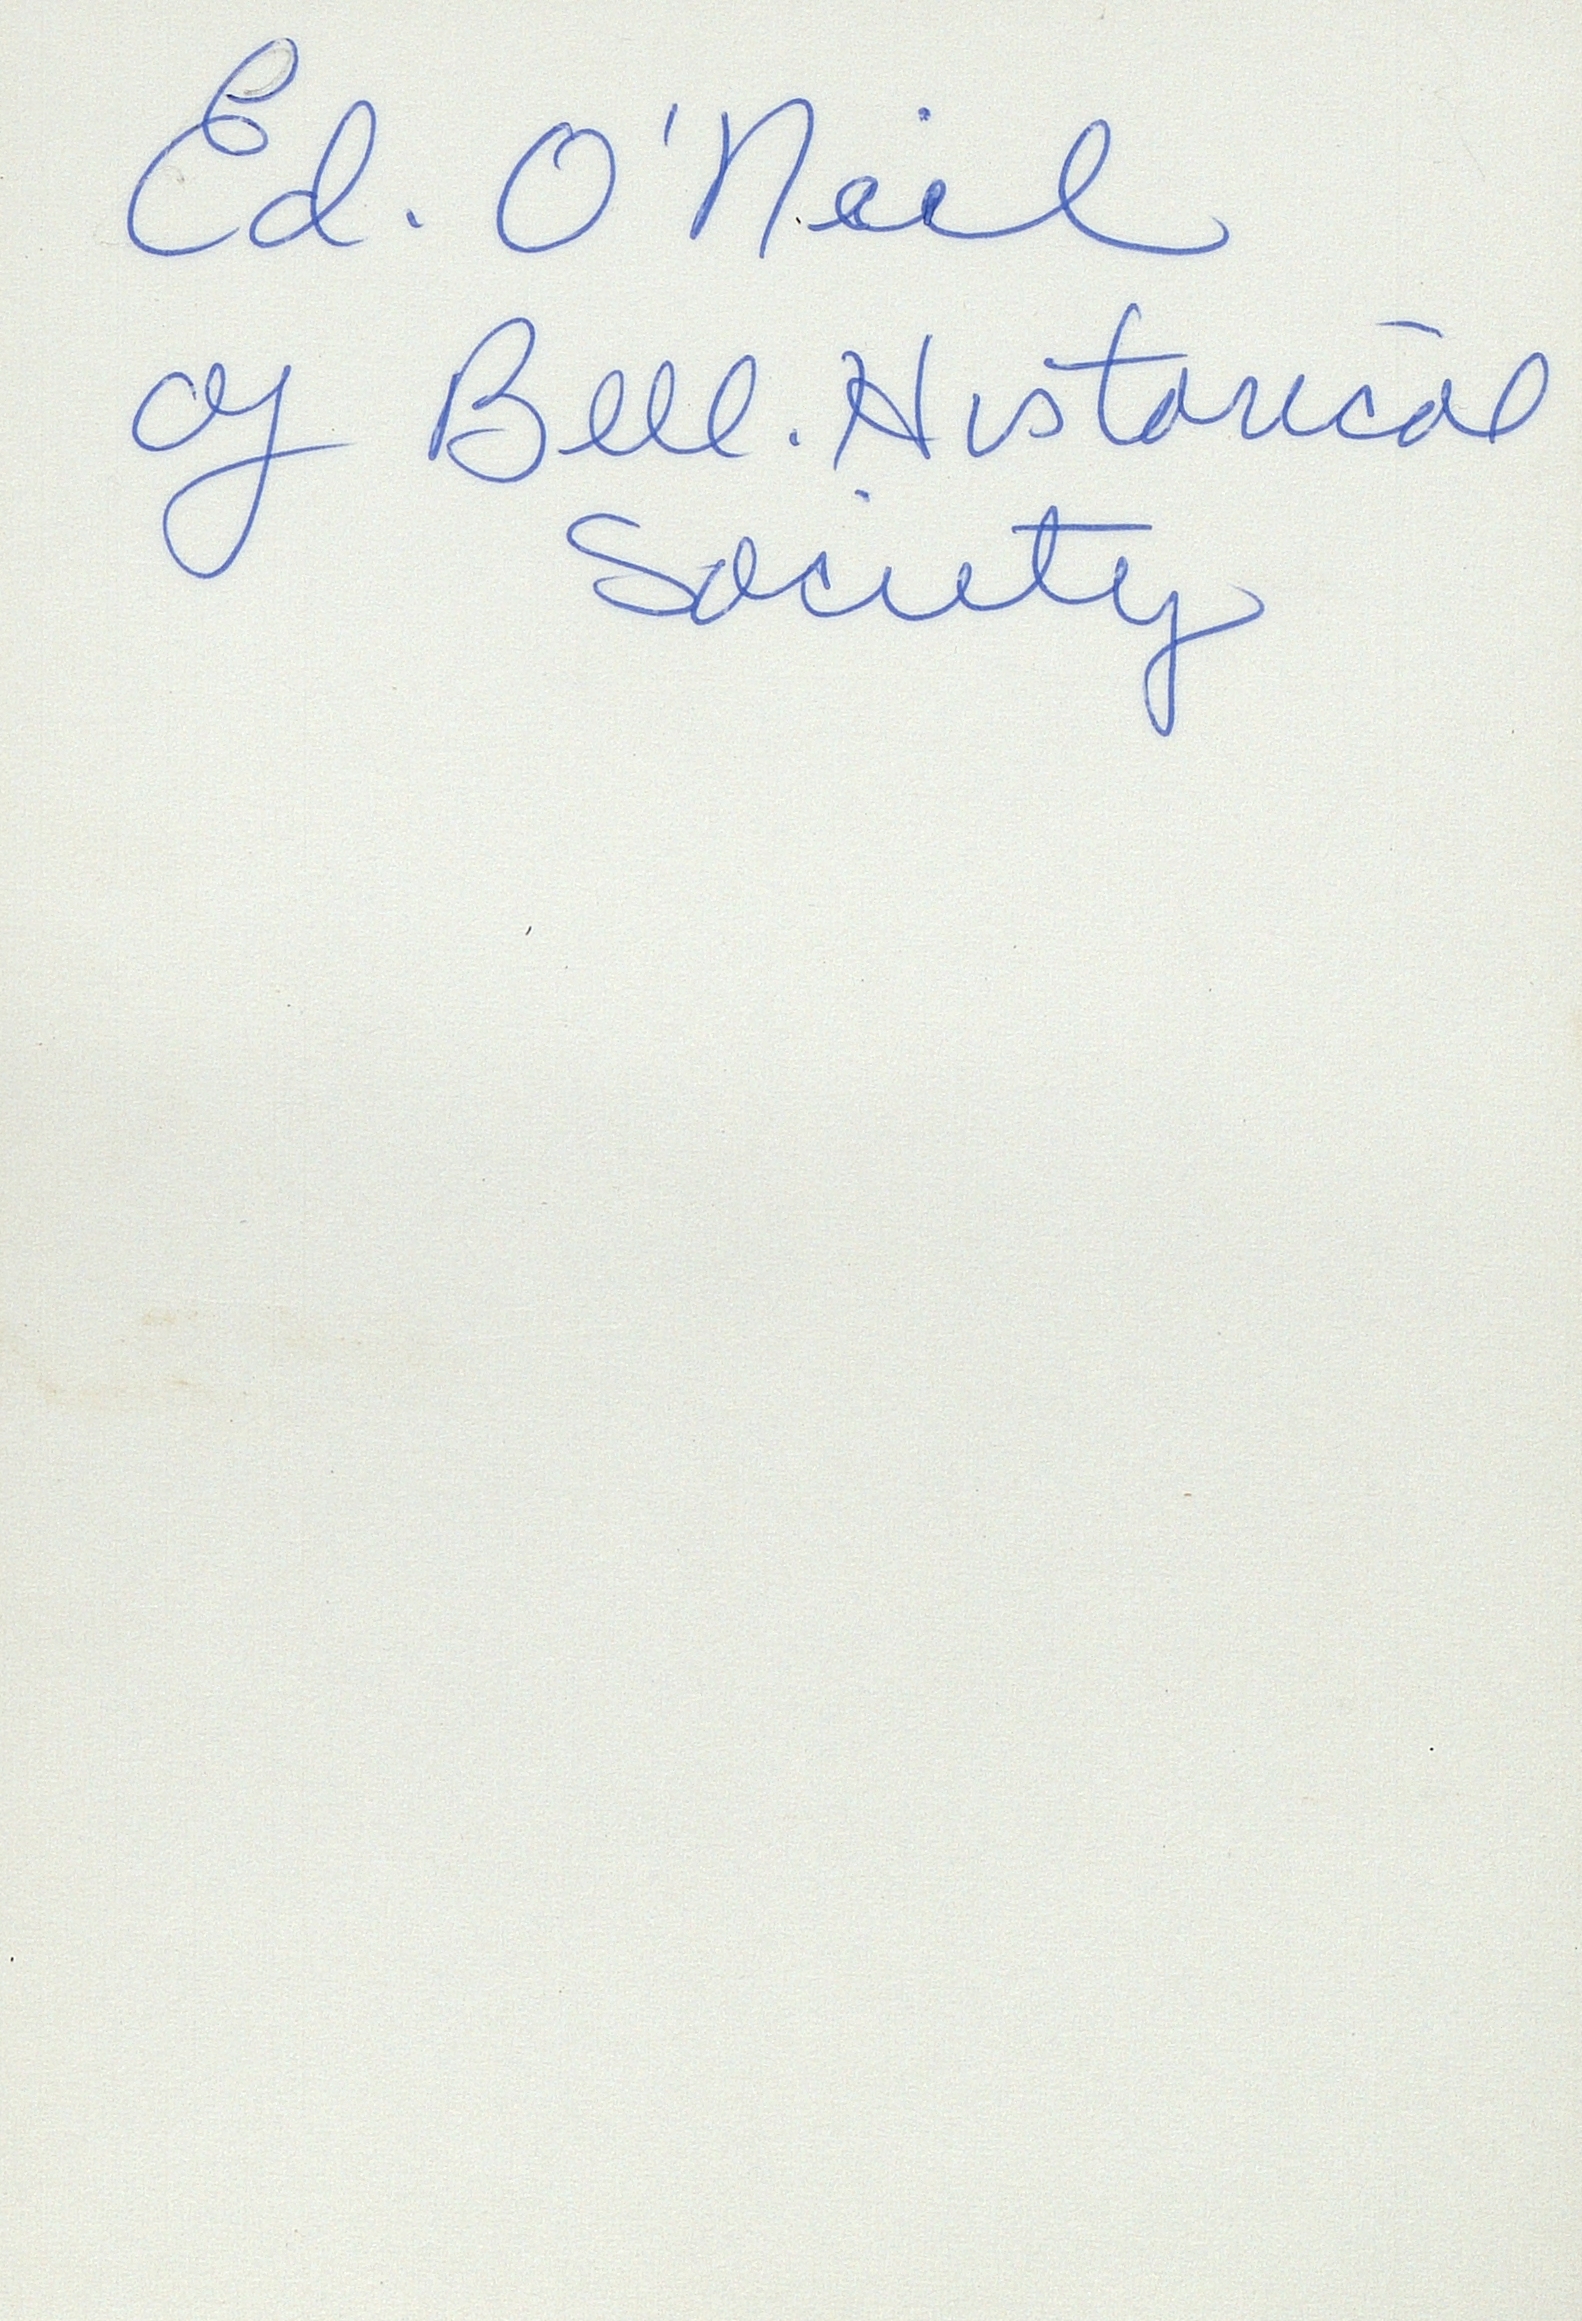 Ed. O'Neil
of Bell. Historical
Society